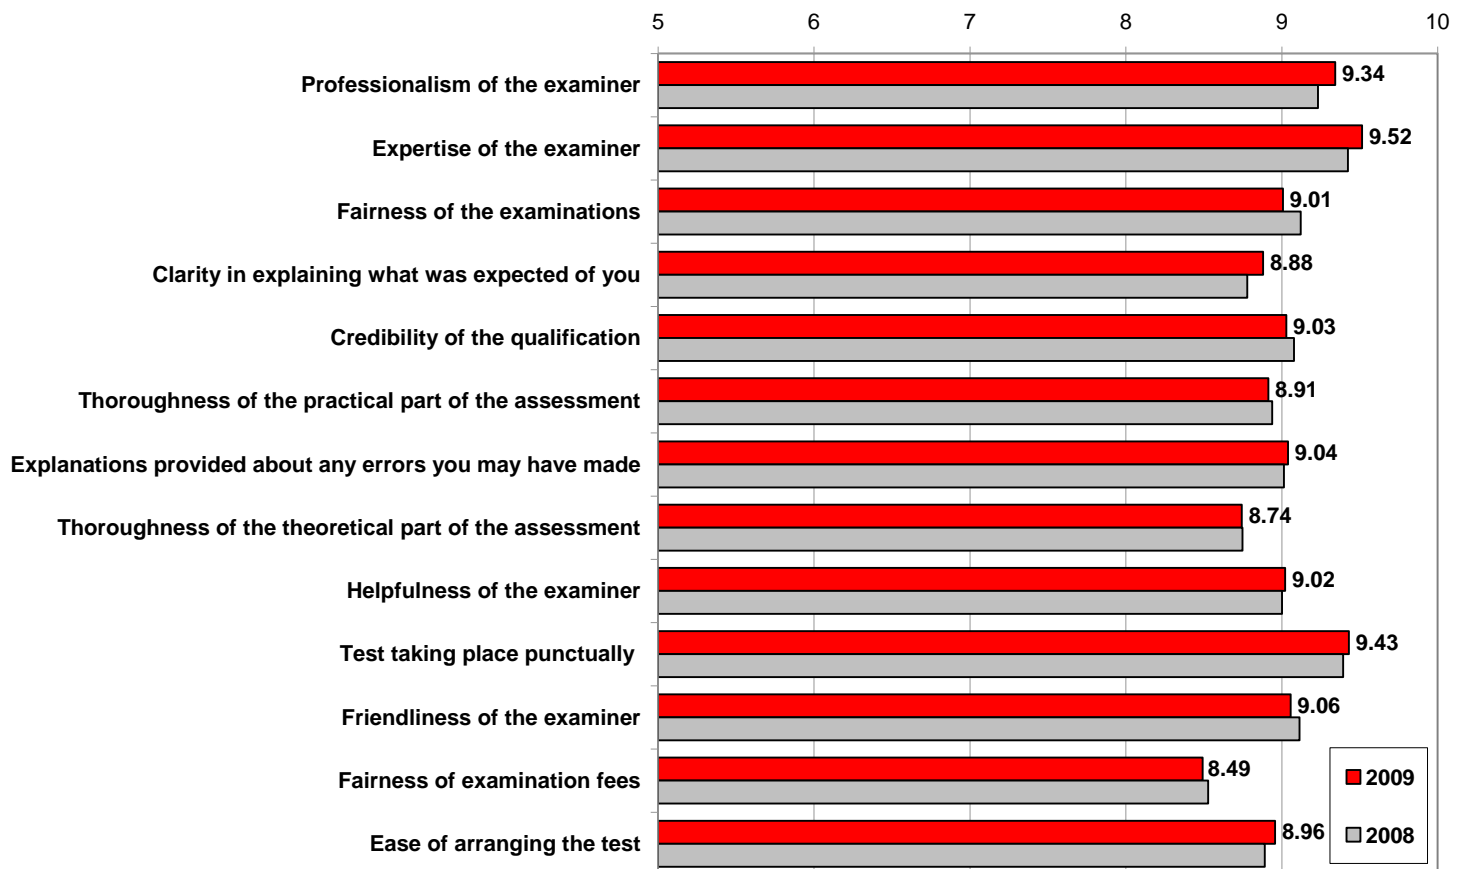 5 6 7 8 9 10
Professionalism of the examiner 9.34
Expertise of the examiner 9.52
Fairness of the examinations 9.01
Clarity in explaining what was expected of you 8.88
Credibility of the qualification 9.03
Thoroughness of the practical part of the assessment 8.91
Explanations provided about any errors you may have made 9.04
Thoroughness of the theoretical part of the assessment 8.74
Helpfulness of the examiner 9.02
Test taking place punctually 9.43
Friendliness of the examiner 9.06
Fairness of examination fees 8.49
Ease of arranging the test 8.96
2009
2008